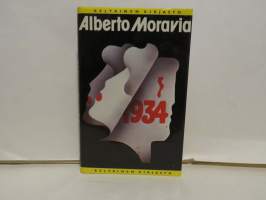 KELTAINEN KIRJASTO
Alberto Moravia
1934
KELTAINEN KIRJASTO